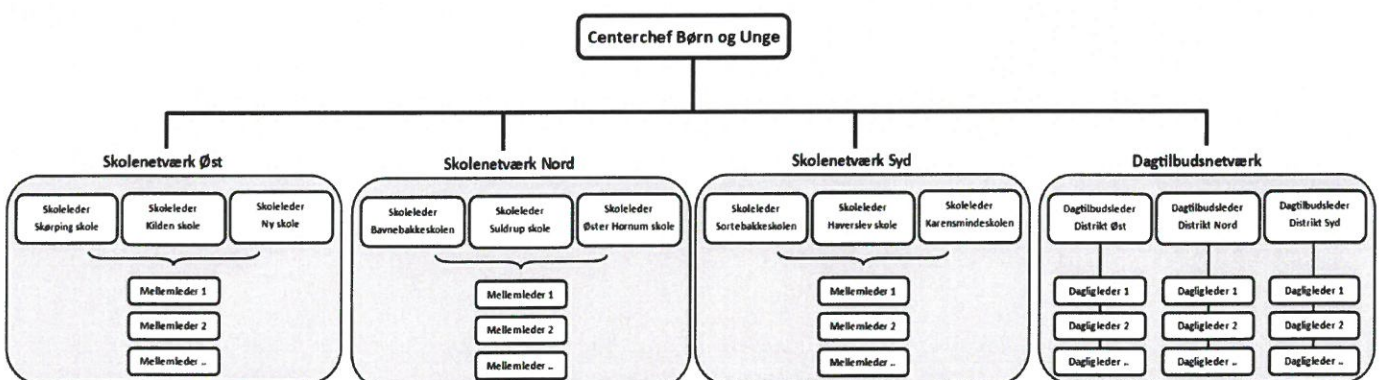 Centerchef Børn og Unge
Skolenetværk Øst
Skoleleder
Skørping skole
Skoleleder
Kilden skole
Skoleleder
Ny skole
Mellemleder 1
Mellemleder 2
Mellemleder ..
Skolenetværk Nord
Skoleleder
Bavnebakkeskolen
Skoleleder
Suldrup skole
Skoleleder
Øster Hornum skole
Mellemleder 1
Mellemleder 2
Mellemleder ..
Skolenetværk Syd
Skoleleder
Sortebakkeskolen
Skoleleder
Haverslev skole
Skoleleder
Karensmindeskolen
Mellemleder 1
Mellemleder 2
Mellemleder ..
Dagtilbudsnetværk
Dagtilbudsleder
Distrikt Øst
Dagtilbudsleder
Distrikt Nord
Dagtilbudsleder
Distrikt Syd
Dagligleder 1
Dagligleder 1
Dagligleder 1
Dagligleder 2
Dagligleder 2
Dagligleder 2
Dagligleder ..
Dagligleder ..
Dagligleder ..